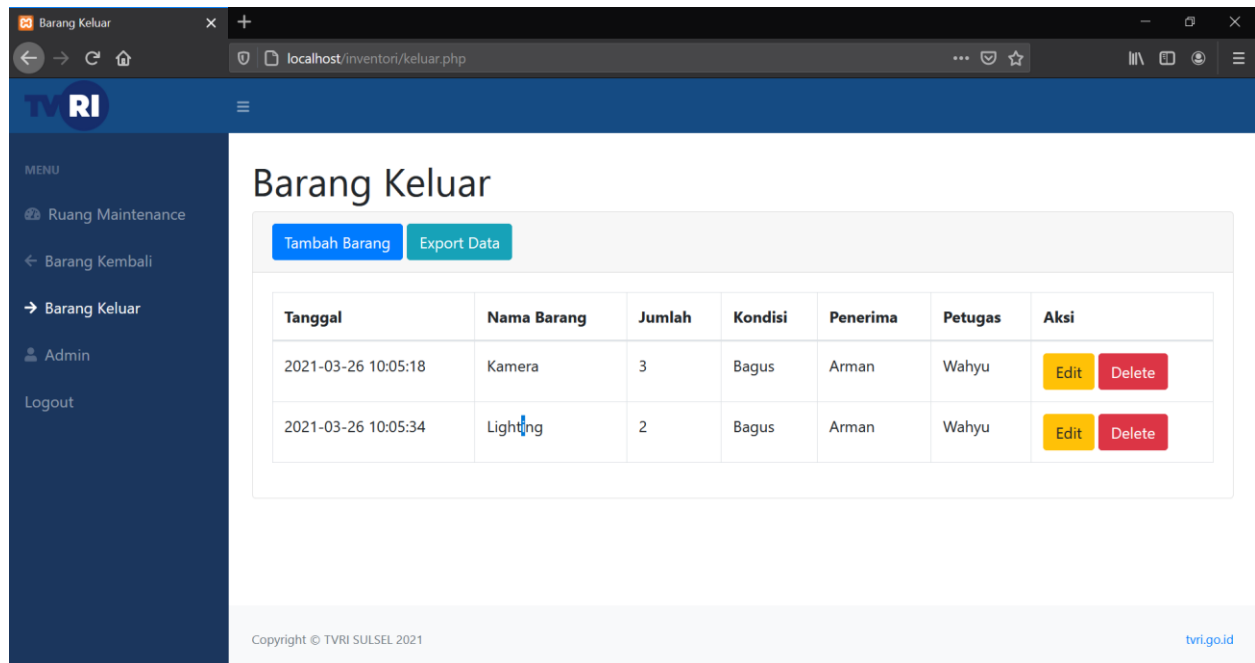 Barang Keluar
localhost/inventori/keluar.php
TVRI
MENU
Ruang Maintenance
Barang Kembali
Barang Keluar
Admin
Logout
Barang Keluar
Tambah Barang Export Data
Tanggal Nama Barang Jumlah Kondisi Penerima Petugas Aksi
2021-03-26 10:05:18 Kamera 3 Bagus Arman Wahyu Edit Delete
2021-03-26 10:05:34 Lighting 2 Bagus Arman Wahyu Edit Delete
Copyright © TVRI SULSEL 2021 tvri.go.id